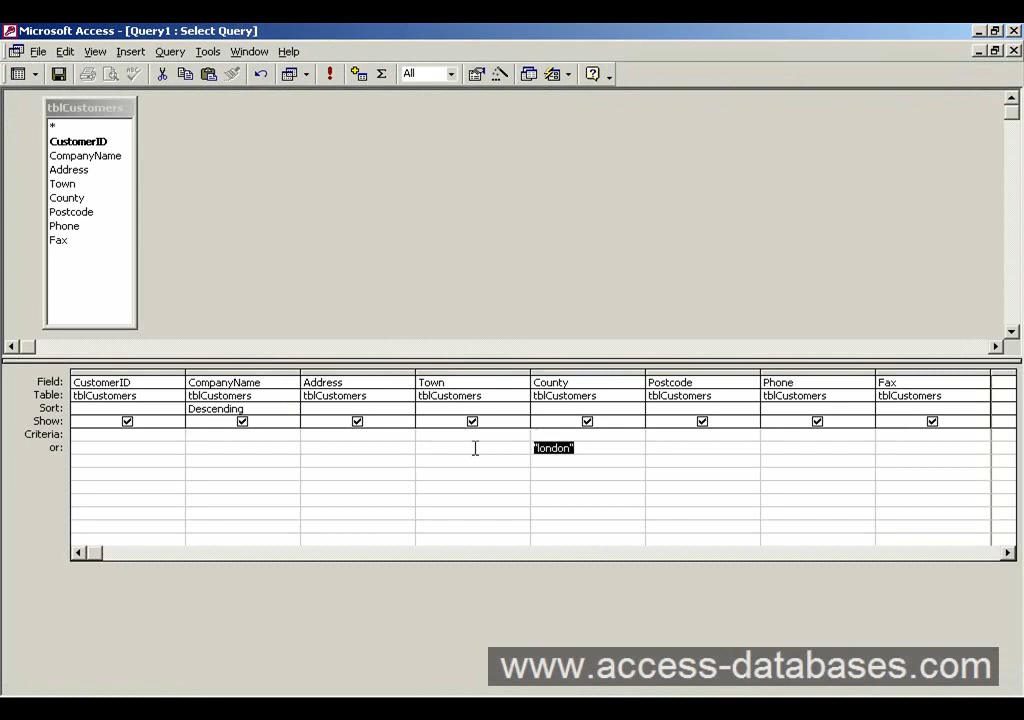 Microsoft Access - [Query1 : Select Query]
File Edit View Insert Query Tools Window Help
All
tblCustomers
*
CustomerID
CompanyName
Address
Town
County
Postcode
Phone
Fax
Field: CustomerID CompanyName Address Town County Postcode Phone Fax
Table: tblCustomers tblCustomers tblCustomers tblCustomers tblCustomers tblCustomers tblCustomers tblCustomers
Sort: Descending
Show:
Criteria:
or: "london"
www.access-databases.com